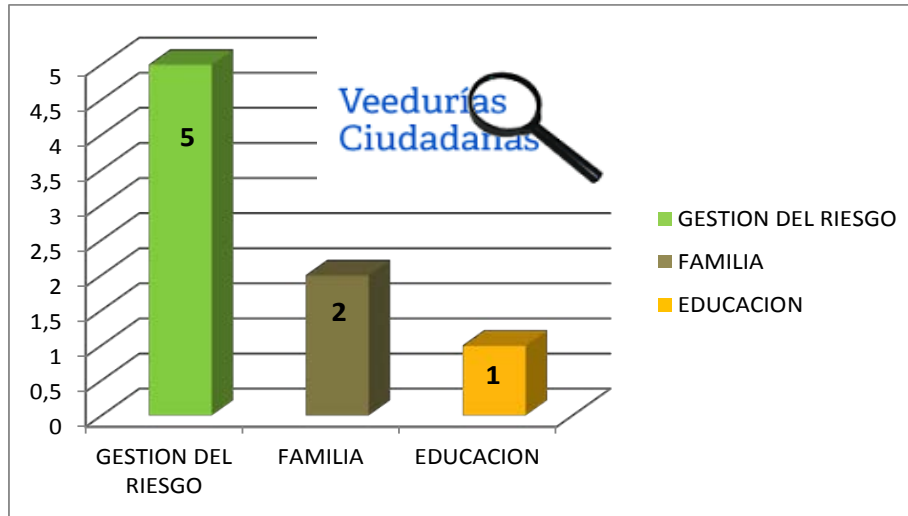 Veedurías
Ciudadanas
5
4,5
4
3,5
3
2,5
2
1,5
1
0,5
0
5
2
1
GESTION DEL
RIESGO
FAMILIA
EDUCACION
GESTION DEL RIESGO
FAMILIA
EDUCACION